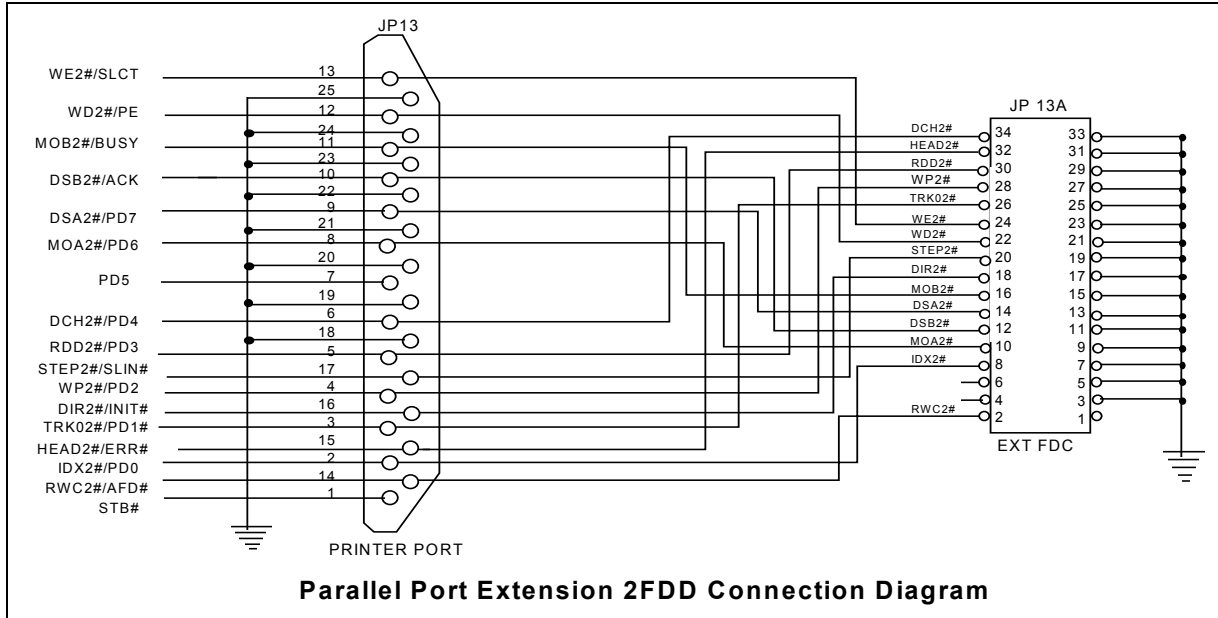 JP13
WE2#/SLCT 13
25
WD2#/PE 12
24
MOB2#/BUSY 11
23
DSB2#/ACK 10
22
DSA2#/PD7 9
21
MOA2#/PD6 8
20
PD5 7
19
DCH2#/PD4 6
18
RDD2#/PD3 5
STEP2#/SLIN# 17
WP2#/PD2 4
DIR2#/INIT# 16
TRK02#/PD1# 3
HEAD2#/ERR# 15
IDX2#/PD0 2
RWC2#/AFD# 14
STB# 1
PRINTER PORT
JP 13A
DCH2# 34 33
HEAD2# 32 31
RDD2# 30 29
WP2# 28 27
TRK02# 26 25
WE2# 24 23
WD2# 22 21
STEP2# 20 19
DIR2# 18 17
MOB2# 16 15
DSA2# 14 13
DSB2# 12 11
MOA2# 10 9
IDX2# 8 7
6 5
4 3
RWC2# 2 1
EXT FDC
Parallel Port Extension 2FDD Connection Diagram